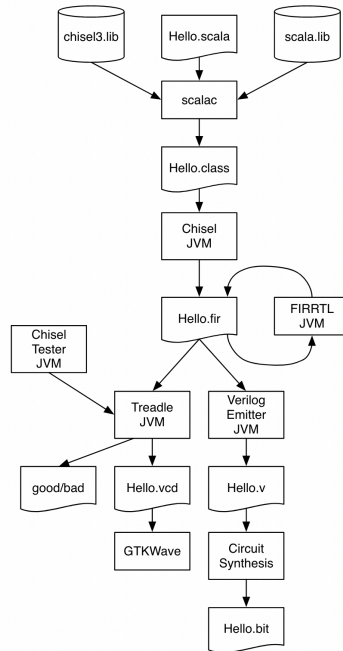 chisel3.lib
Hello.scala
scala.lib
scalac
Hello.class
Chisel
JVM
Hello.fir
FIRRTL
JVM
Chisel
Tester
JVM
Treadle
JVM
Verilog
Emitter
JVM
good/bad
Hello.vcd
Hello.v
GTKWave
Circuit
Synthesis
Hello.bit